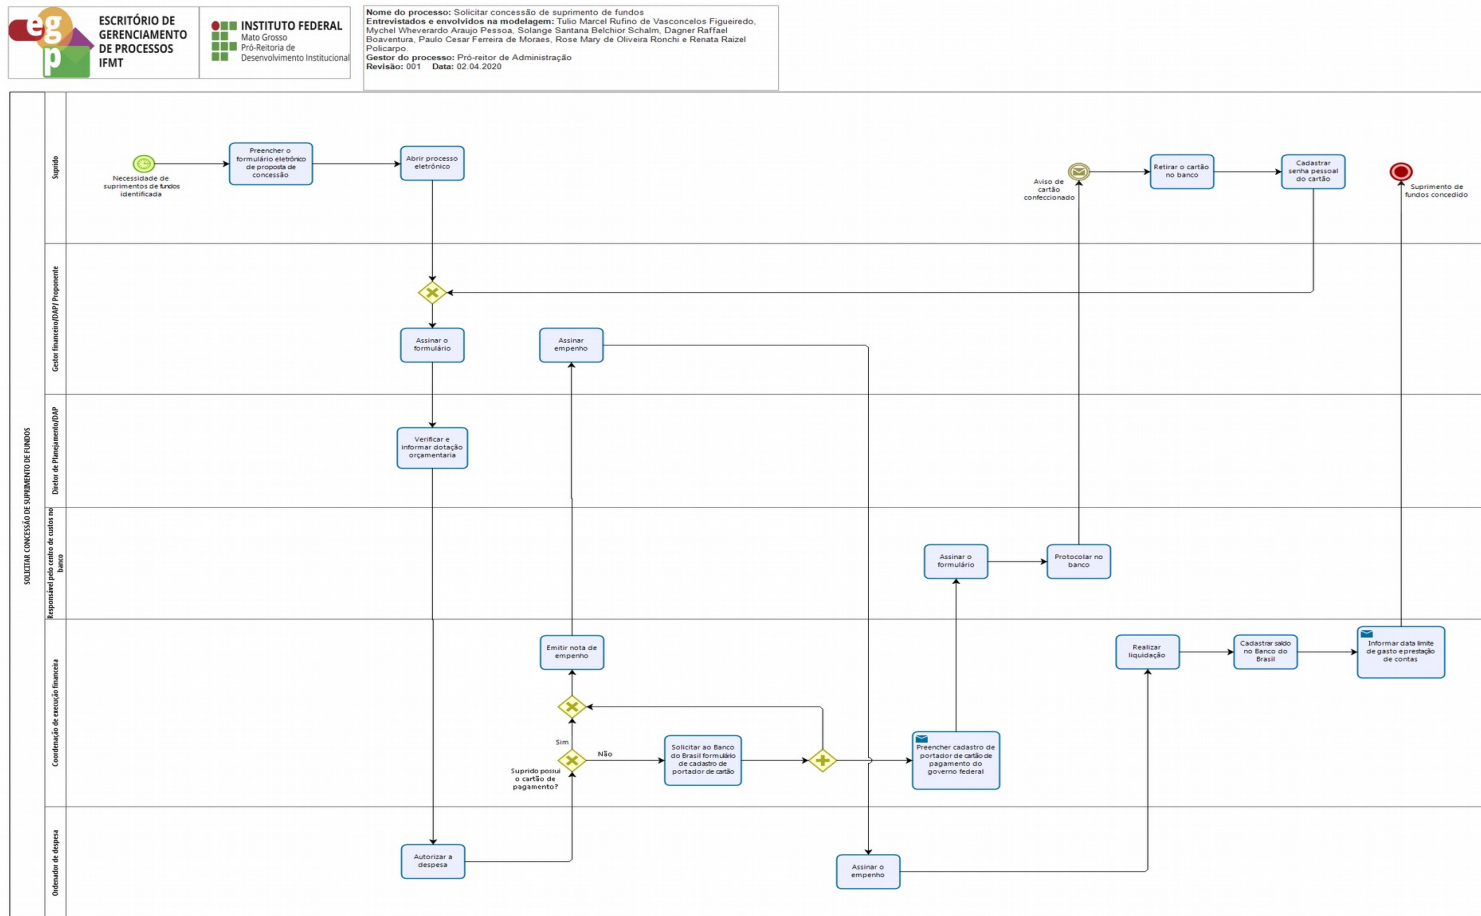 egp
ESCRITÓRIO DE
GERENCIAMENTO
DE PROCESSOS
IFMT
INSTITUTO FEDERAL
Mato Grosso
Pró-Reitoria de
Desenvolvimento Institucional
Nome do processo: Solicitar concessão de suprimento de fundos
Entrevistados e envolvidos na modelagem: Tulio Marcel Rufino de Vasconcelos Figueiredo,
Mychel Wheverardo Araujo Pessoa, Solange Santana Belchior Schalm, Dagner Raffael
Boaventura, Paulo Cesar Ferreira de Moraes, Rose Mary de Oliveira Ronchi e Renata Raizel
Policarpo.
Gestor do processo: Pró-reitor de Administração
Revisão: 001 Data: 02.04.2020
SOLICITAR CONCESSÃO DE SUPRIMENTO DE FUNDOS
Suprido
Necessidade de
suprimentos de fundos
identificada
Preencher o
formulário eletrônico
de proposta de
concessão
Abrir processo
eletrônico
Aviso de
cartão
confeccionado
Retirar o cartão
no banco
Cadastrar
senha pessoal
do cartão
Suprimento de
fundos concedido
Gestor financeiro/DAP/ Proponente
Assinar o
formulário
Assinar
empenho
Diretor de Planejamento/DAP
Verificar e
informar dotação
orçamentaria
Responsável pelo centro de custos no
banco
Assinar o
formulário
Protocolar no
banco
Coordenação de execução financeira
Emitir nota de
empenho
Sim
Não
Suprido possui
o cartão de
pagamento?
Solicitar ao Banco
do Brasil formulário
de cadastro de
portador de cartão
Preencher cadastro de
portador de cartão de
pagamento do
governo federal
Realizar
liquidação
Cadastrar saldo
no Banco do
Brasil
Informar data limite
de gasto e prestação
de contas
Ordenador de despesa
Autorizar a
despesa
Assinar o
empenho